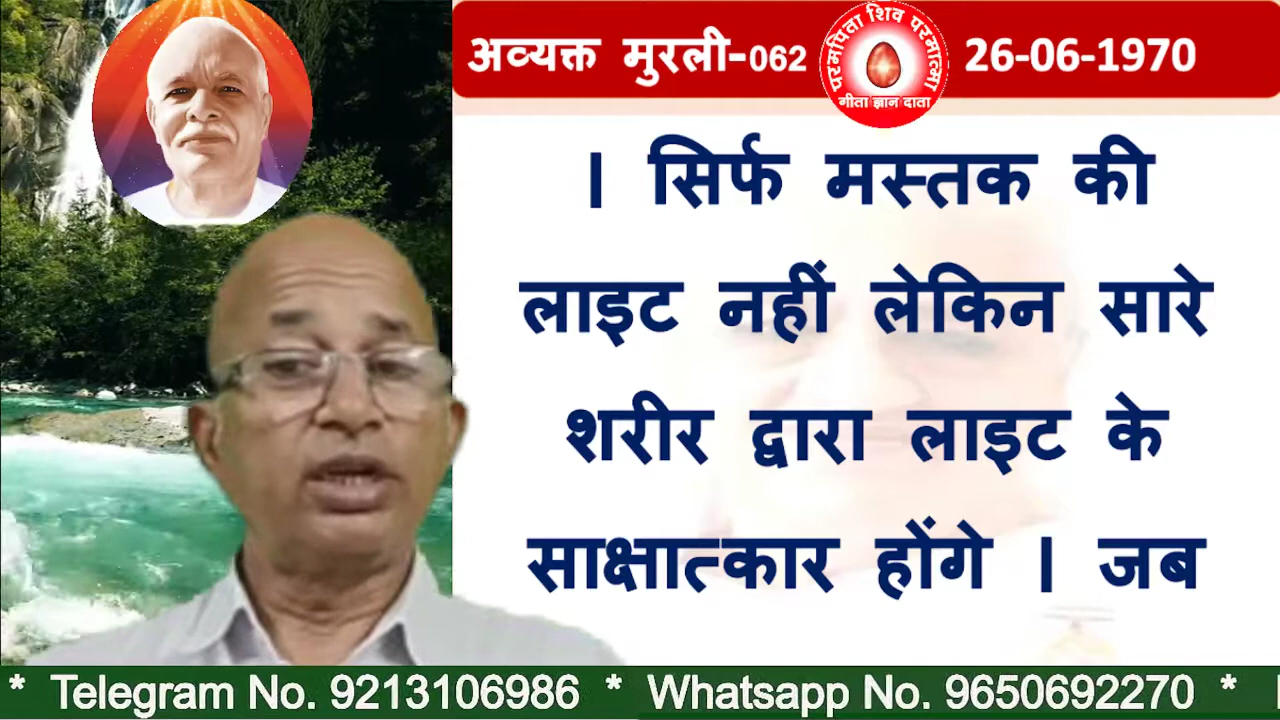 अव्यक्त मुरली-062
परमपिता शिव परमात्मा
गीता ज्ञान दाता
26-06-1970
। सिर्फ मस्तक की
लाइट नहीं लेकिन सारे
शरीर द्वारा लाइट के
साक्षात्कार होंगे । जब
* Telegram No. 9213106986 * Whatsapp No. 9650692270 *